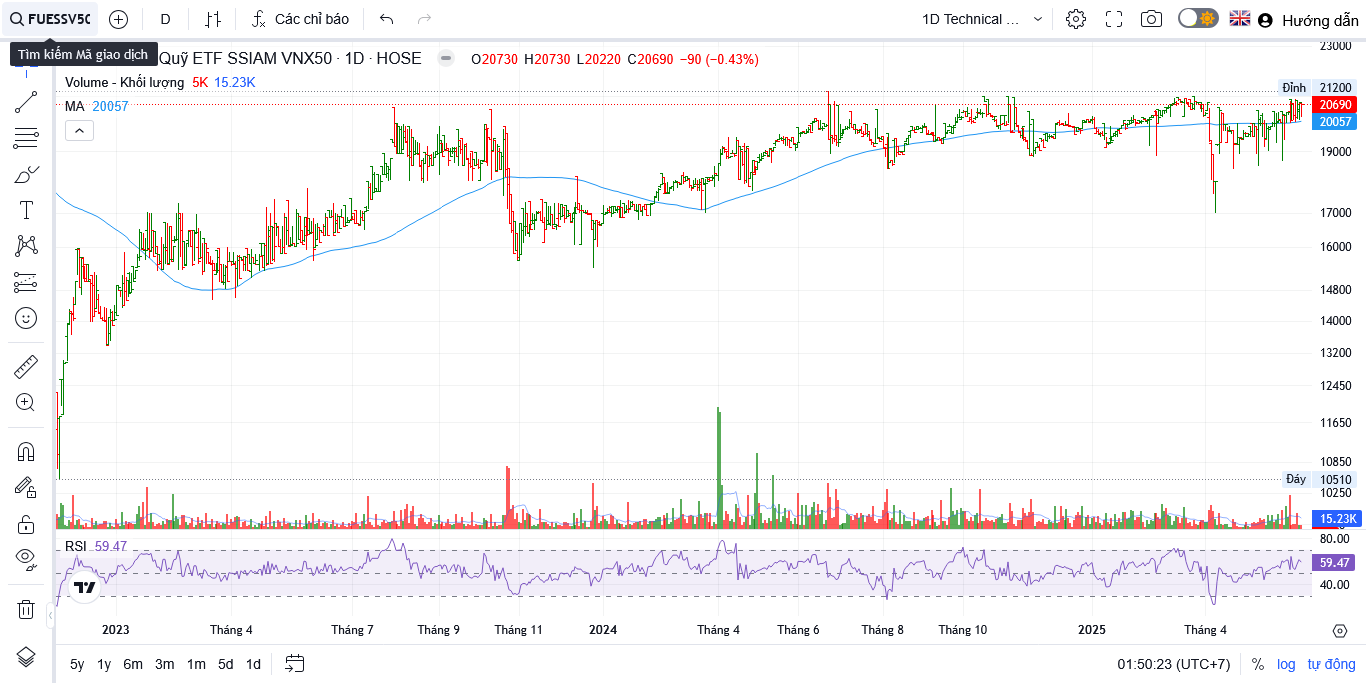 FUESSV50
D
Các chỉ báo
1D Technical ...
Hướng dẫn
Tìm kiếm Mã giao dịch
Quỹ ETF SSIAM VNX50 · 1D · HOSE
O20730 H20730 L20220 C20690 −90 (−0.43%)
Volume - Khối lượng 5K 15.23K
MA 20057
23000
Đỉnh 21200
20690
20057
19000
17000
16000
14800
14000
13200
12450
11650
10850
Đáy 10510
10250
15.23K
RSI 59.47
80.00
59.47
40.00
2023 Tháng 4 Tháng 7 Tháng 9 Tháng 11 2024 Tháng 4 Tháng 6 Tháng 8 Tháng 10 2025 Tháng 4
5y 1y 6m 3m 1m 5d 1d
01:50:23 (UTC+7) % log tự động